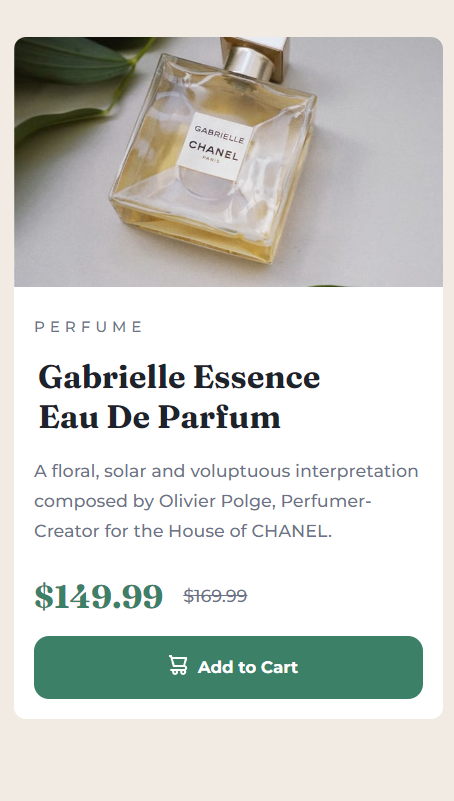 GABRIELLE
CHANEL
PARIS
PERFUME
Gabrielle Essence
Eau De Parfum
A floral, solar and voluptuous interpretation
composed by Olivier Polge, Perfumer-
Creator for the House of CHANEL.
$149.99 $169.99
Add to Cart